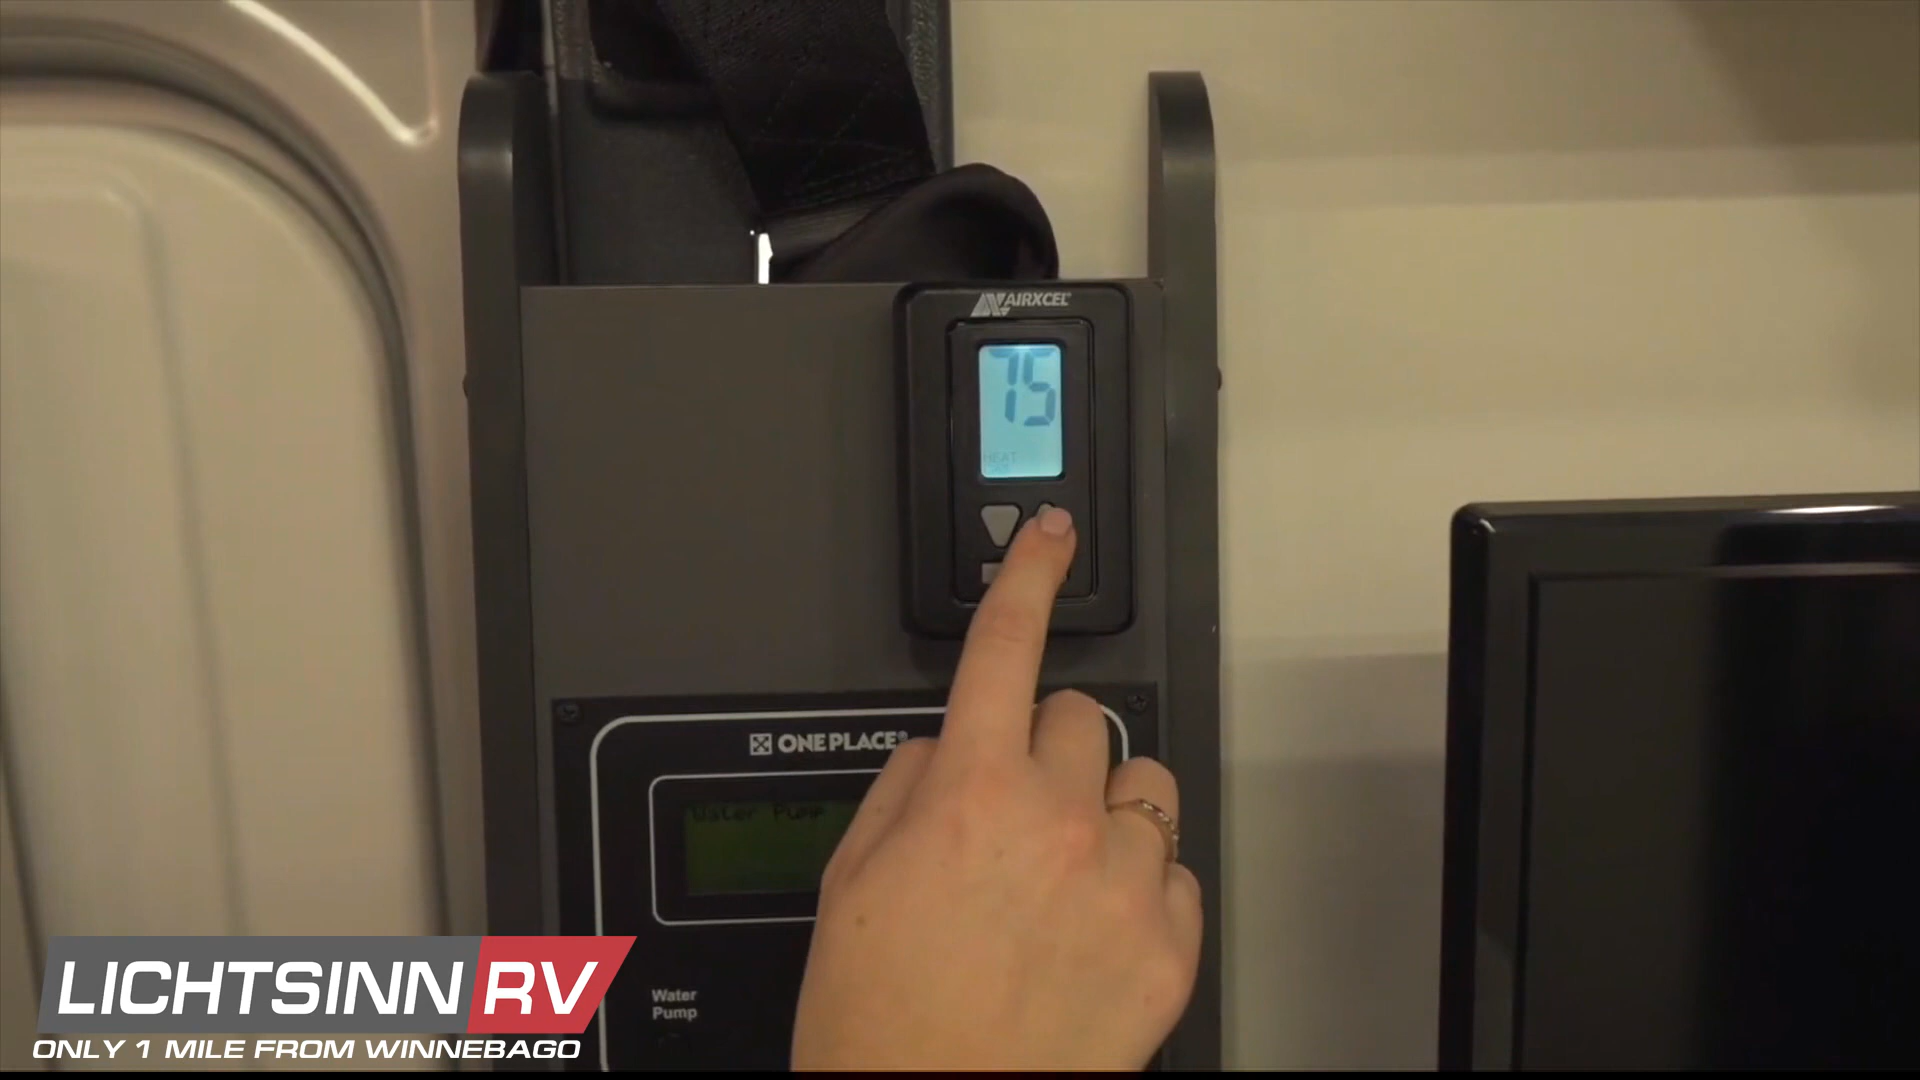 AIRXCEL®
75
HEAT
ONE PLACE®
Water Pump
Water
Pump
LICHTSINN RV
ONLY 1 MILE FROM WINNEBAGO